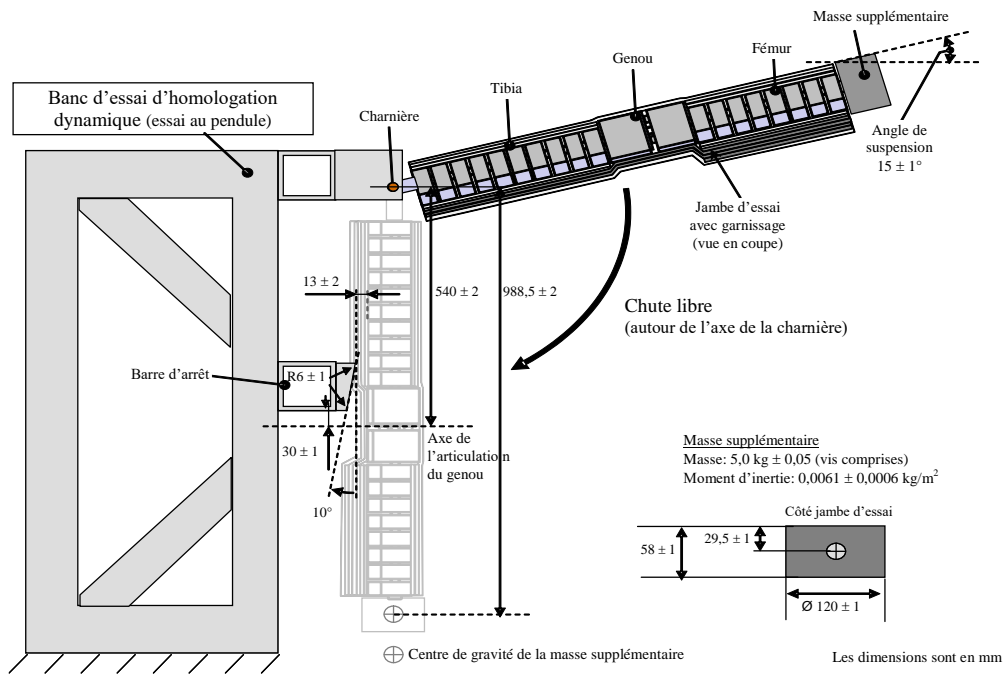 Masse supplémentaire
Fémur
Genou
Tibia
Banc d'essai d'homologation
dynamique (essai au pendule)
Charnière
Angle de
suspension
15 ± 1°
Jambe d'essai
avec garnissage
(vue en coupe)
13 ± 2
540 ± 2
988,5 ± 2
Chute libre
(autour de l'axe de la charnière)
Barre d'arrêt
R6 ± 1
30 ± 1
Axe de
l'articulation
du genou
10°
Masse supplémentaire
Masse: 5,0 kg ± 0,05 (vis comprises)
Moment d'inertie: 0,0061 ± 0,0006 kg/m²
Côté jambe d'essai
58 ± 1
29,5 ± 1
Ø 120 ± 1
Centre de gravité de la masse supplémentaire
Les dimensions sont en mm